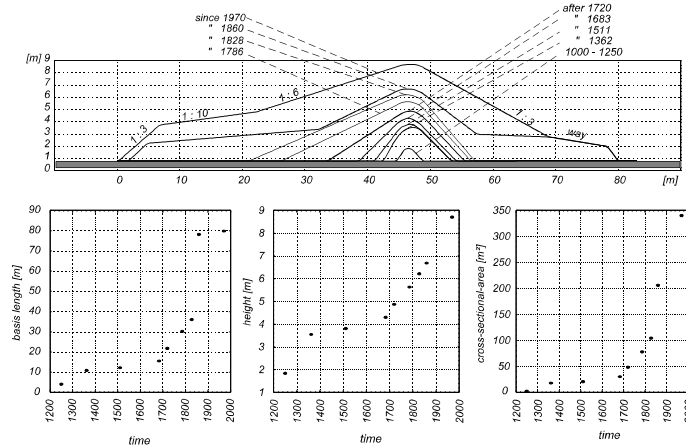 since 1970
" 1860
" 1828
" 1786
after 1720
" 1683
" 1511
" 1362
1000 - 1250
[m] 9
8
7
6
5
4
3
2
1
0
1 : 3
1 : 10
1 : 6
1 : 3
way
0 10 20 30 40 50 60 70 80 [m]
basis length [m]
90
80
70
60
50
40
30
20
10
0
1200 1300 1400 1500 1600 1700 1800 1900 2000
time
height [m]
9
8
7
6
5
4
3
2
1
1200 1300 1400 1500 1600 1700 1800 1900 2000
time
cross-sectional-area [m²]
350
300
250
200
150
100
50
0
1200 1300 1400 1500 1600 1700 1800 1900 2000
time